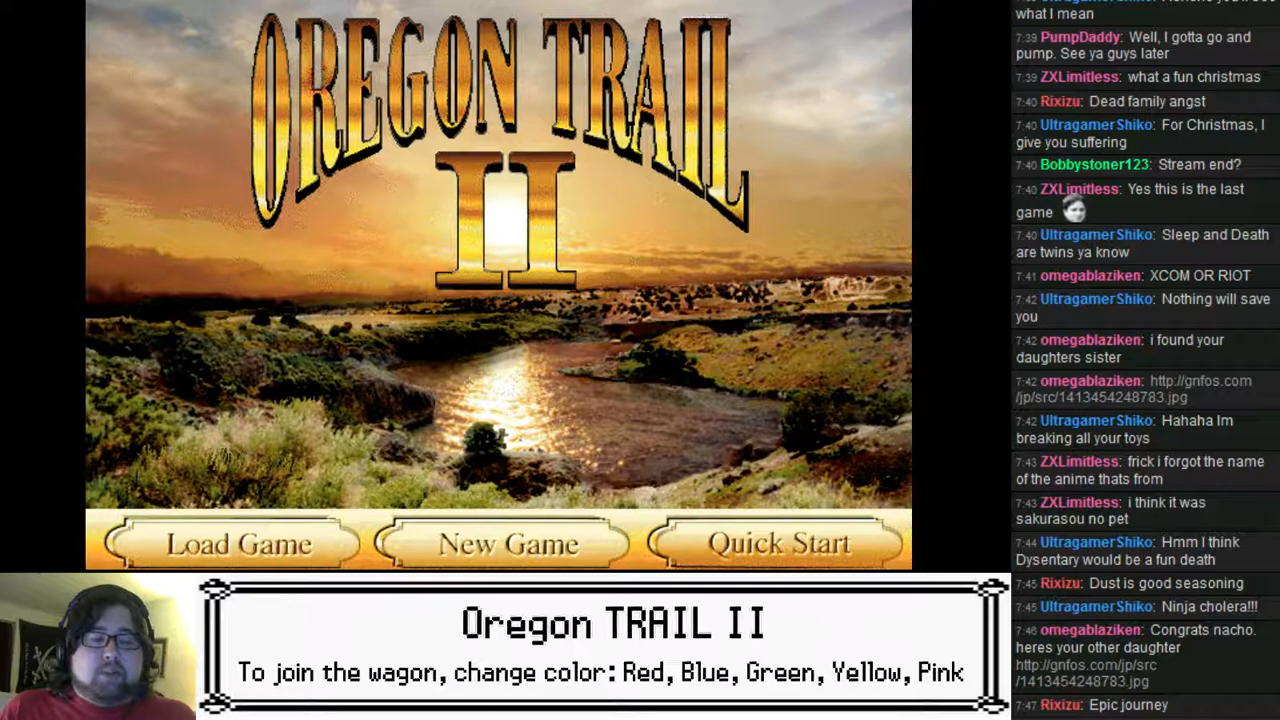 OREGON TRAIL
II
Load Game
New Game
Quick Start
Oregon TRAIL II
To join the wagon, change color: Red, Blue, Green, Yellow, Pink
what I mean
7:39 PumpDaddy: Well, I gotta go and
pump. See ya guys later
7:39 ZXLimitless: what a fun christmas
7:40 Rixizu: Dead family angst
7:40 UltragamerShiko: For Christmas, I
give you suffering
7:40 Bobbystoner123: Stream end?
7:40 ZXLimitless: Yes this is the last
game
7:40 UltragamerShiko: Sleep and Death
are twins ya know
7:41 omegablaziken: XCOM OR RIOT
7:42 UltragamerShiko: Nothing will save
you
7:42 omegablaziken: i found your
daughters sister
7:42 omegablaziken: http://gnfos.com
/jp/src/1413454248783.jpg
7:42 UltragamerShiko: Hahaha Im
breaking all your toys
7:43 ZXLimitless: frick i forgot the name
of the anime thats from
7:43 ZXLimitless: i think it was
sakurasou no pet
7:44 UltragamerShiko: Hmm I think
Dysentary would be a fun death
7:45 Rixizu: Dust is good seasoning
7:45 UltragamerShiko: Ninja cholera!!!
7:46 omegablaziken: Congrats nacho.
heres your other daughter
http://gnfos.com/jp/src
/1413454248783.jpg
7:47 Rixizu: Epic journey